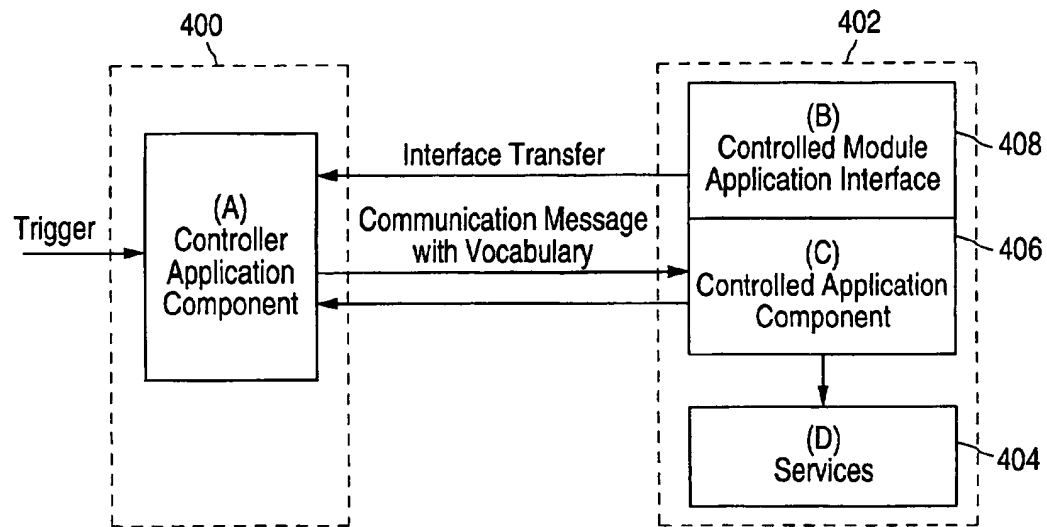 400
402
(B)
Controlled Module
Application Interface
408
Interface Transfer
(A)
Controller
Application
Component
Trigger
Communication Message
with Vocabulary
406
(C)
Controlled Application
Component
(D)
Services
404